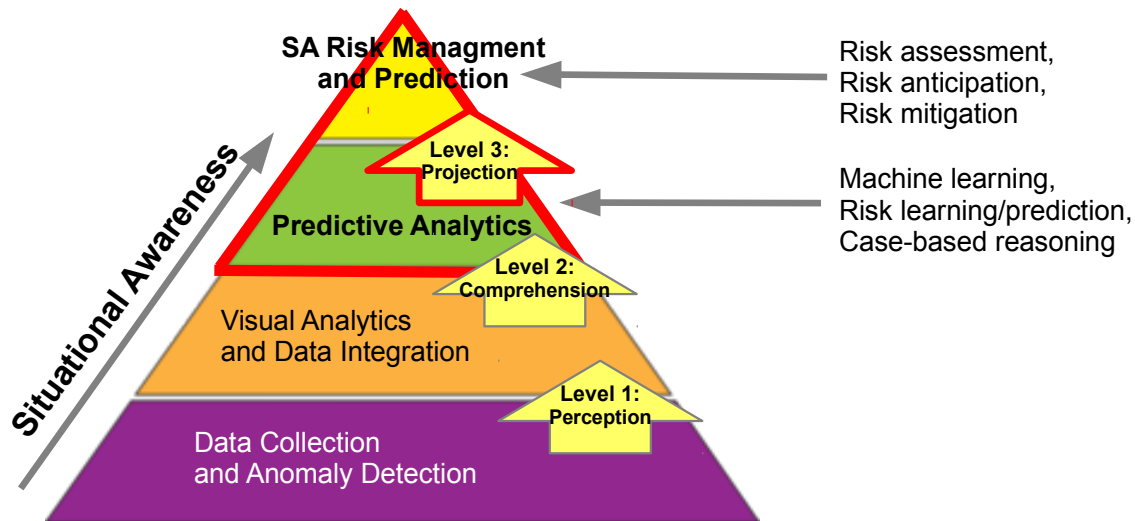 SA Risk Managment
and Prediction
Risk assessment,
Risk anticipation,
Risk mitigation
Level 3:
Projection
Machine learning,
Risk learning/prediction,
Case-based reasoning
Predictive Analytics
Situational Awareness
Level 2:
Comprehension
Visual Analytics
and Data Integration
Level 1:
Perception
Data Collection
and Anomaly Detection